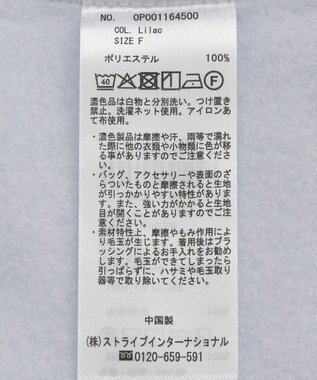 NO. OP001164500
COL. Lilac
SIZE F
ポリエステル 100%
40 F
濃色品は白物と分別洗い。つけ置き
禁止。洗濯ネット使用。アイロンあ
て布使用。
・濃色製品は摩擦や汗、雨等で濡れ
た際に他の衣類や小物類に色が移
る事がありますのでご注意くださ
い。
・バッグ、アクセサリーや表面のざ
らついたものと摩擦されると生地
が引っかかりやすい特性がありま
す。また、強い力がかかると生地
目が開くことがありますのでご注
意ください。
・素材特性上、摩擦やもみ作用によ
り毛玉が生じます。着用後はブラ
ッシングによるお手入れをお勧め
します。毛玉ができてしまったら
引っぱらずに、ハサミや毛玉取り
器等で取り除いてください。
中国製
(株)ストライプインターナショナル
0120-659-591